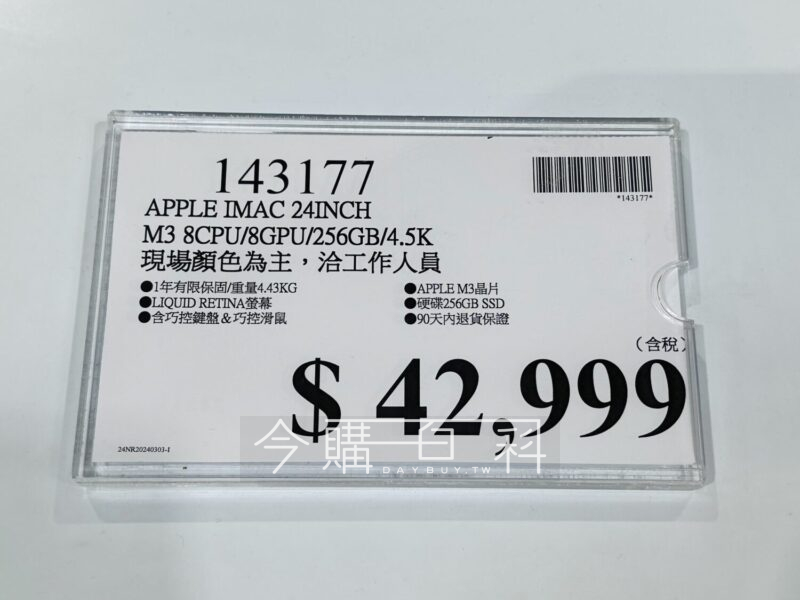 143177
*143177*
APPLE IMAC 24INCH
M3 8CPU/8GPU/256GB/4.5K
現場顏色為主，洽工作人員
●1年有限保固/重量4.43KG
●LIQUID RETINA螢幕
●含巧控鍵盤＆巧控滑鼠
●APPLE M3晶片
●硬碟256GB SSD
●90天內退貨保證
（含稅）
$ 42,999
24NR20240303-1
今購百科
DAYBUY.TW